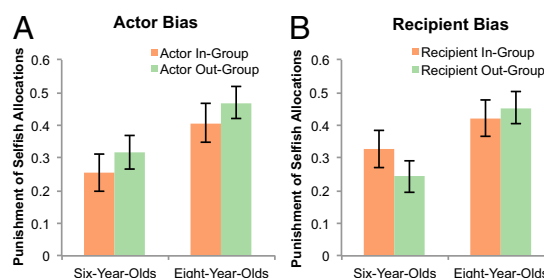 A
Actor Bias
Actor In-Group
Actor Out-Group
Punishment of Selfish Allocations
0.6
0.5
0.4
0.3
0.2
0.1
0
Six-Year-Olds Eight-Year-Olds
B
Recipient Bias
Recipient In-Group
Recipient Out-Group
Punishment of Selfish Allocations
0.6
0.5
0.4
0.3
0.2
0.1
0
Six-Year-Olds Eight-Year-Olds